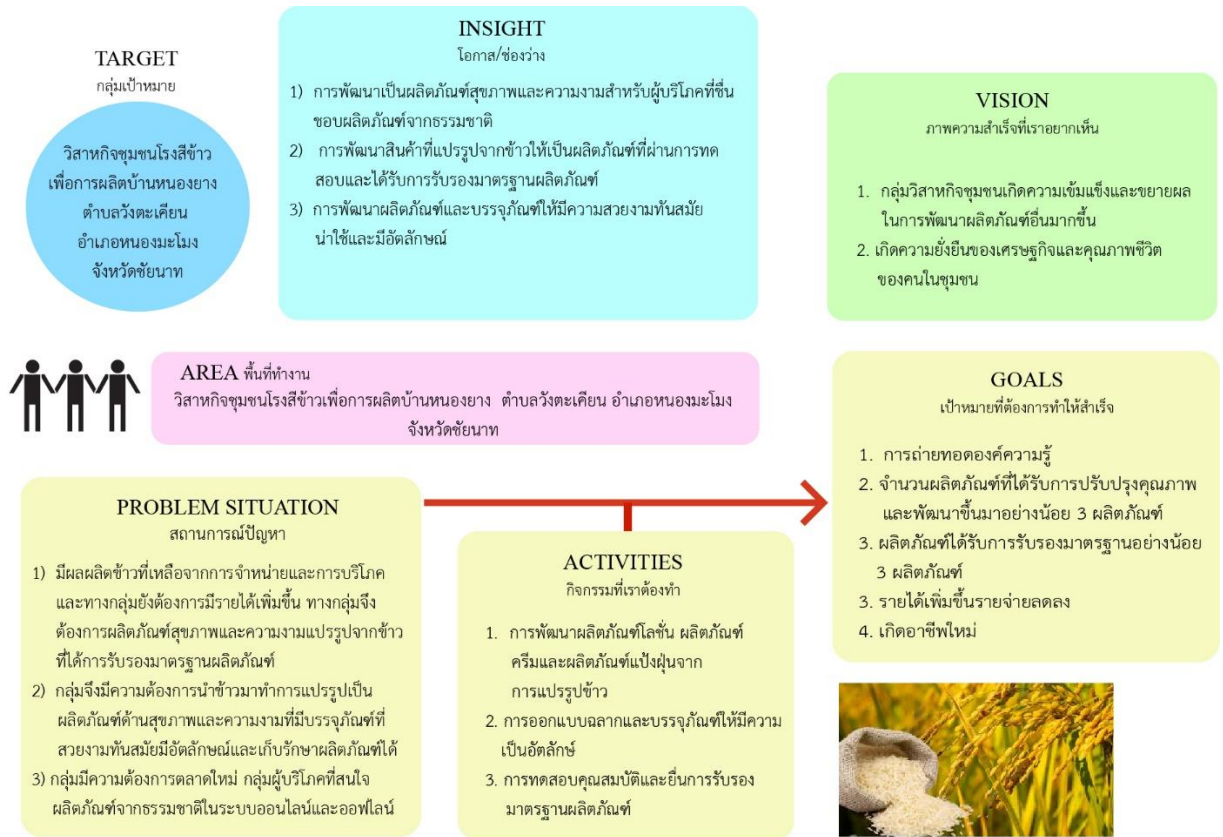 TARGET
กลุ่มเป้าหมาย
วิสาหกิจชุมชนโรงสีข้าว
เพื่อการผลิตบ้านหนองยาง
ตำบลวังตะเคียน
อำเภอหนองมะโมง
จังหวัดชัยนาท
INSIGHT
โอกาส/ช่องว่าง
1) การพัฒนาเป็นผลิตภัณฑ์สุขภาพและความงามสำหรับผู้บริโภคที่ชื่น
ชอบผลิตภัณฑ์จากธรรมชาติ
2) การพัฒนาสินค้าที่แปรรูปจากข้าวให้เป็นผลิตภัณฑ์ที่ผ่านการทด
สอบและได้รับการรับรองมาตรฐานผลิตภัณฑ์
3) การพัฒนาผลิตภัณฑ์และบรรจุภัณฑ์ให้มีความสวยงามทันสมัย
น่าใช้และมีอัตลักษณ์
VISION
ภาพความสำเร็จที่เราอยากเห็น
1. กลุ่มวิสาหกิจชุมชนเกิดความเข้มแข็งและขยายผล
ในการพัฒนาผลิตภัณฑ์อื่นมากขึ้น
2. เกิดความยั่งยืนของเศรษฐกิจและคุณภาพชีวิต
ของคนในชุมชน
AREA พื้นที่ทำงาน
วิสาหกิจชุมชนโรงสีข้าวเพื่อการผลิตบ้านหนองยาง ตำบลวังตะเคียน อำเภอหนองมะโมง
จังหวัดชัยนาท
GOALS
เป้าหมายที่ต้องการทำให้สำเร็จ
1. การถ่ายทอดองค์ความรู้
2. จำนวนผลิตภัณฑ์ที่ได้รับการปรับปรุงคุณภาพ
และพัฒนาขึ้นมาอย่างน้อย 3 ผลิตภัณฑ์
3. ผลิตภัณฑ์ได้รับการรับรองมาตรฐานอย่างน้อย
3 ผลิตภัณฑ์
3. รายได้เพิ่มขึ้นรายจ่ายลดลง
4. เกิดอาชีพใหม่
PROBLEM SITUATION
สถานการณ์ปัญหา
1) มีผลผลิตข้าวที่เหลือจากการจำหน่ายและการบริโภค
และทางกลุ่มยังต้องการมีรายได้เพิ่มขึ้น ทางกลุ่มจึง
ต้องการผลิตภัณฑ์สุขภาพและความงามแปรรูปจากข้าว
ที่ได้การรับรองมาตรฐานผลิตภัณฑ์
2) กลุ่มจึงมีความต้องการนำข้าวมาทำการแปรรูปเป็น
ผลิตภัณฑ์ด้านสุขภาพและความงามที่มีบรรจุภัณฑ์ที่
สวยงามทันสมัยมีอัตลักษณ์และเก็บรักษาผลิตภัณฑ์ได้
3) กลุ่มมีความต้องการตลาดใหม่ กลุ่มผู้บริโภคที่สนใจ
ผลิตภัณฑ์จากธรรมชาติในระบบออนไลน์และออฟไลน์
ACTIVITIES
กิจกรรมที่เราต้องทำ
1. การพัฒนาผลิตภัณฑ์โลชั่น ผลิตภัณฑ์
ครีมและผลิตภัณฑ์แป้งฝุ่นจาก
การแปรรูปข้าว
2. การออกแบบฉลากและบรรจุภัณฑ์ให้มีความ
เป็นอัตลักษ์
3. การทดสอบคุณสมบัติและยื่นการรับรอง
มาตรฐานผลิตภัณฑ์